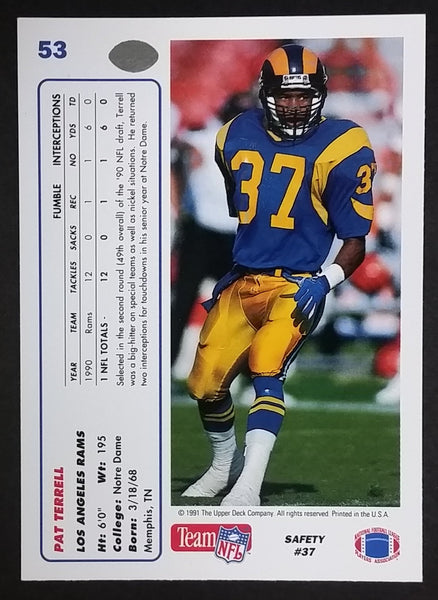 53
PAT TERRELL
LOS ANGELES RAMS
Ht: 6'0" Wt: 195
College: Notre Dame
Born: 3/18/68
Memphis, TN
FUMBLE INTERCEPTIONS
YEAR TEAM TACKLES SACKS REC NO YDS TD
1990 Rams 12 0 1 1 6 0
1 NFL TOTALS - 12 0 1 1 6 0
Selected in the second round (49th overall) of the '90 NFL draft, Terrell
was a big-hitter on special teams as well as nickel situations. He returned
two interceptions for touchdowns in his senior year at Notre Dame.
37
37
© 1991 The Upper Deck Company. All rights reserved. Printed in the U.S.A.
Team NFL
SAFETY
#37
NATIONAL FOOTBALL LEAGUE
PLAYERS ASSOCIATION